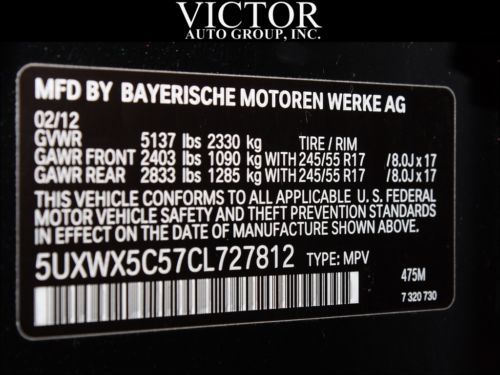 VICTOR
AUTO GROUP, INC.
MFD BY BAYERISCHE MOTOREN WERKE AG
02/12
GVWR 5137 lbs 2330 kg TIRE / RIM
GAWR FRONT 2403 lbs 1090 kg WITH 245/55 R17 /8.0J x 17
GAWR REAR 2833 lbs 1285 kg WITH 245/55 R17 /8.0J x 17
THIS VEHICLE CONFORMS TO ALL APPLICABLE U. S. FEDERAL
MOTOR VEHICLE SAFETY AND THEFT PREVENTION
STANDARDS IN EFFECT ON THE DATE OF MANUFACTURE SHOWN ABOVE.
5UXWX5C57CL727812 TYPE: MPV
475M
7 320 730